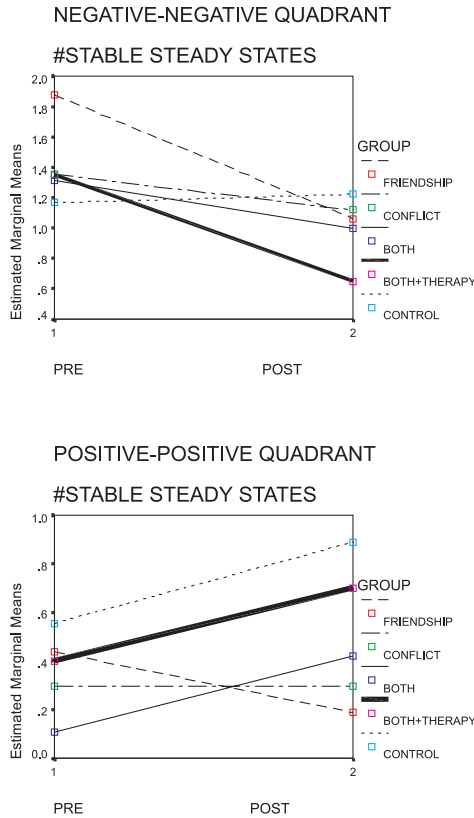 NEGATIVE-NEGATIVE QUADRANT
#STABLE STEADY STATES
Estimated Marginal Means
2.0
1.8
1.6
1.4
1.2
1.0
.8
.6
.4
1
2
PRE
POST
GROUP
FRIENDSHIP
CONFLICT
BOTH
BOTH+THERAPY
CONTROL
POSITIVE-POSITIVE QUADRANT
#STABLE STEADY STATES
Estimated Marginal Means
1.0
.8
.6
.4
.2
0.0
1
2
PRE
POST
GROUP
FRIENDSHIP
CONFLICT
BOTH
BOTH+THERAPY
CONTROL